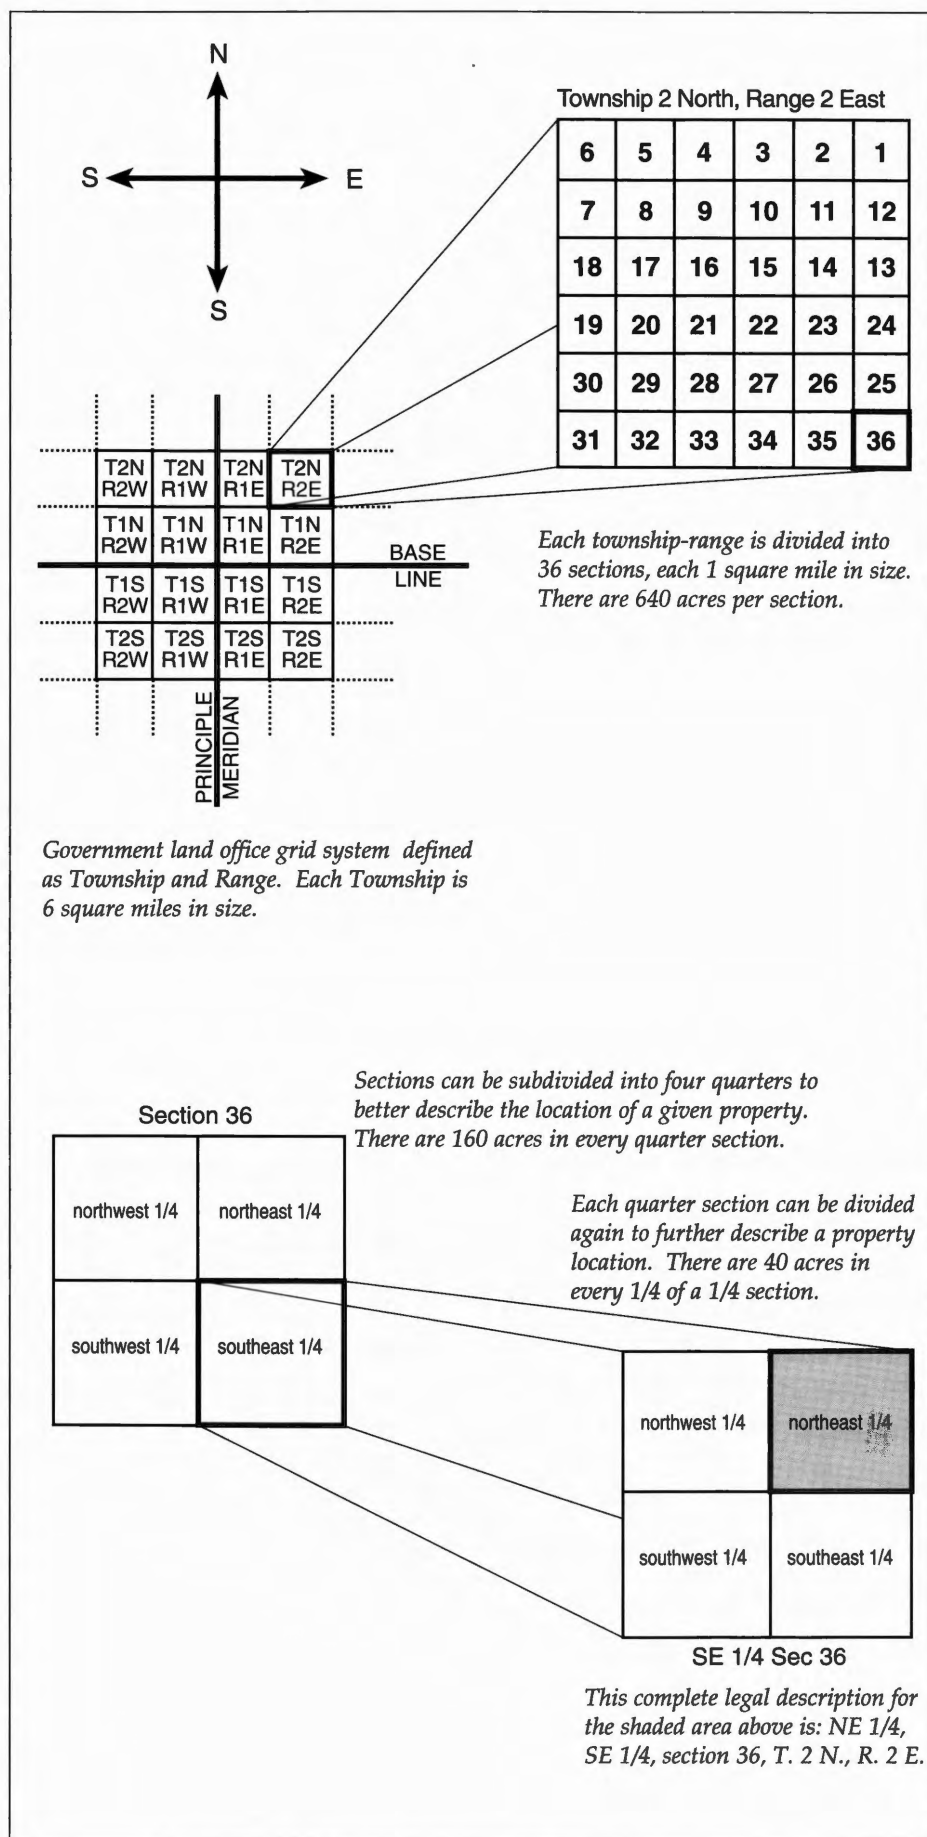 N
S E
S
Township 2 North, Range 2 East
6 5 4 3 2 1
7 8 9 10 11 12
18 17 16 15 14 13
19 20 21 22 23 24
30 29 28 27 26 25
31 32 33 34 35 36
T2N T2N T2N T2N
R2W R1W R1E R2E
T1N T1N T1N T1N
R2W R1W R1E R2E
BASE
LINE
T1S T1S T1S T1S
R2W R1W R1E R2E
T2S T2S T2S T2S
R2W R1W R1E R2E
PRINCIPLE
MERIDIAN
Each township-range is divided into
36 sections, each 1 square mile in size.
There are 640 acres per section.
Government land office grid system defined
as Township and Range. Each Township is
6 square miles in size.
Sections can be subdivided into four quarters to
better describe the location of a given property.
There are 160 acres in every quarter section.
Section 36
northwest 1/4 northeast 1/4
southwest 1/4 southeast 1/4
Each quarter section can be divided
again to further describe a property
location. There are 40 acres in
every 1/4 of a 1/4 section.
northwest 1/4 northeast 1/4
southwest 1/4 southeast 1/4
SE 1/4 Sec 36
This complete legal description for
the shaded area above is: NE 1/4,
SE 1/4, section 36, T. 2 N., R. 2 E.